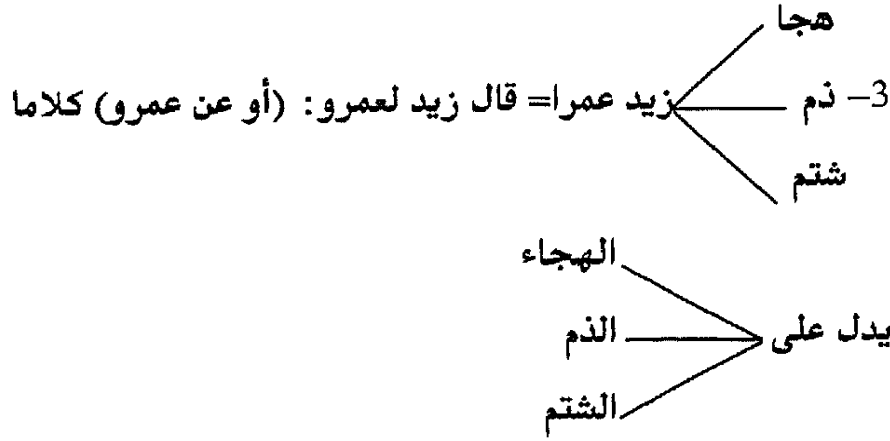 هجا
3- ذم زيد عمرا= قال زيد لعمرو: (أو عن عمرو) كلاما
شتم
الهجاء
يدل على الذم
الشتم